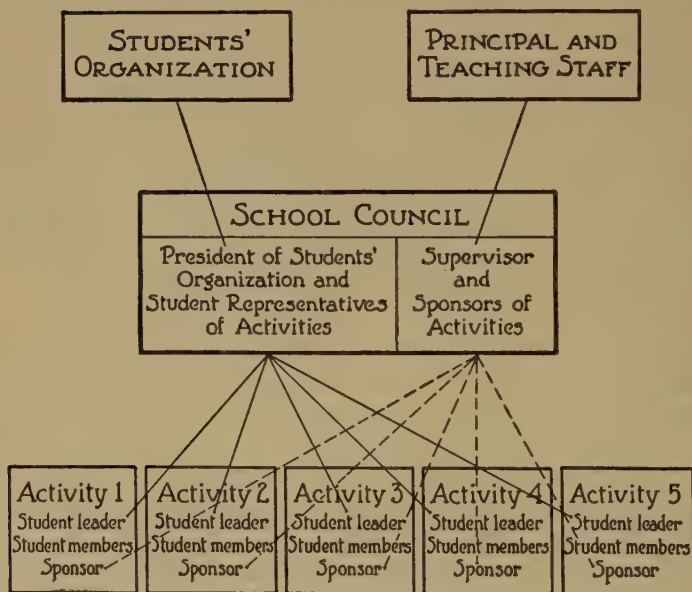 STUDENTS'
ORGANIZATION
PRINCIPAL AND
TEACHING STAFF
SCHOOL COUNCIL
President of Students'
Organization and
Student Representatives
of Activities
Supervisor
and
Sponsors of
Activities
Activity 1
Student leader
Student members
Sponsor
Activity 2
Student leader
Student members
Sponsor
Activity 3
Student leader
Student members
Sponsor
Activity 4
Student leader
Student members
Sponsor
Activity 5
Student leader
Student members
Sponsor